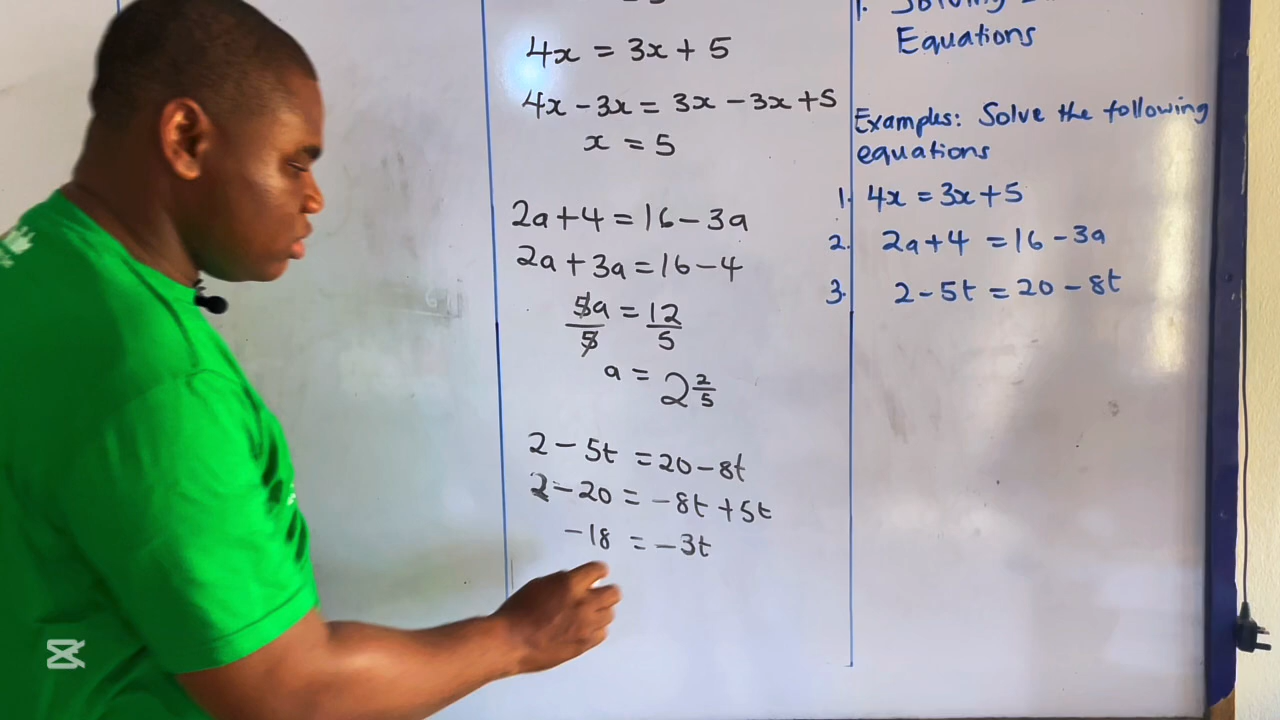 4x = 3x + 5
4x - 3x = 3x - 3x + 5
x = 5
2a + 4 = 16 - 3a
2a + 3a = 16 - 4
5a/5 = 12/5
a = 2 2/5
2 - 5t = 20 - 8t
2 - 20 = -8t + 5t
-18 = -3t
1. Solving
Equations
Examples: Solve the following
equations
1. 4x = 3x + 5
2. 2a + 4 = 16 - 3a
3. 2 - 5t = 20 - 8t